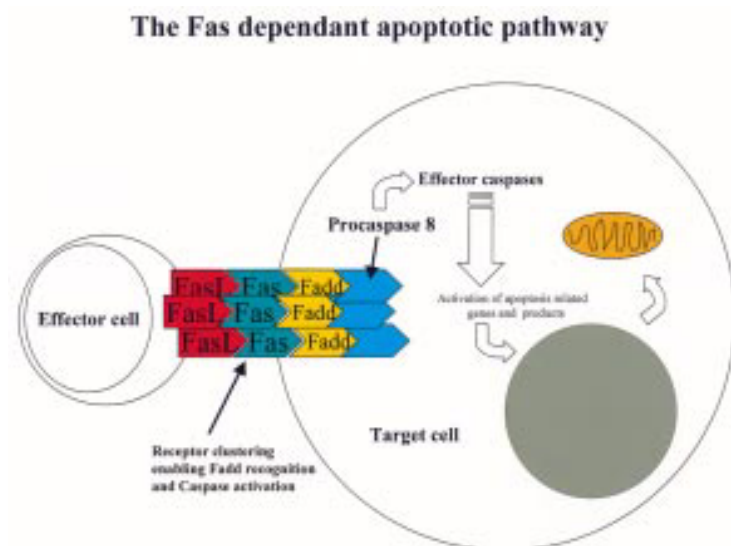 The Fas dependant apoptotic pathway
Effector caspases
Procaspase 8
FasL Fas Fadd
FasL Fas Fadd
FasL Fas Fadd
Effector cell
Activation of apoptosis related
genes and products
Target cell
Receptor clustering
enabling Fadd recognition
and Caspase activation